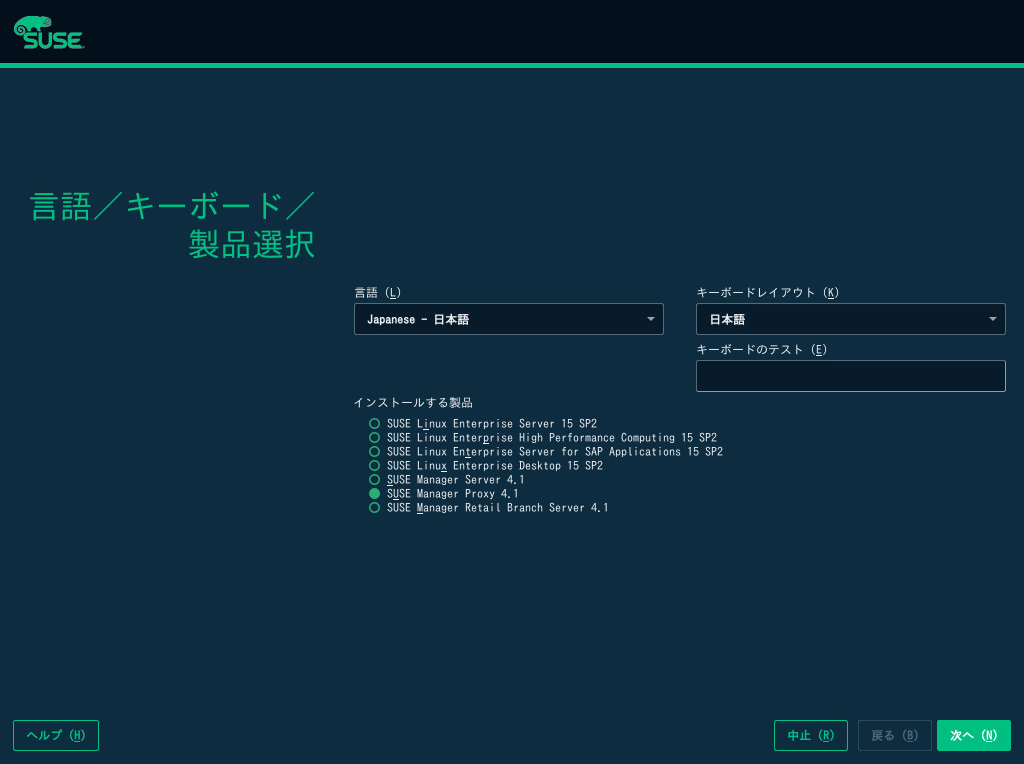 SUSE
言語／キーボード／
製品選択
言語 (L)
キーボードレイアウト (K)
Japanese - 日本語
日本語
キーボードのテスト (E)
インストールする製品
SUSE Linux Enterprise Server 15 SP2
SUSE Linux Enterprise High Performance Computing 15 SP2
SUSE Linux Enterprise Server for SAP Applications 15 SP2
SUSE Linux Enterprise Desktop 15 SP2
SUSE Manager Server 4.1
SUSE Manager Proxy 4.1
SUSE Manager Retail Branch Server 4.1
ヘルプ (H)
中止 (R)
戻る (B)
次へ (N)